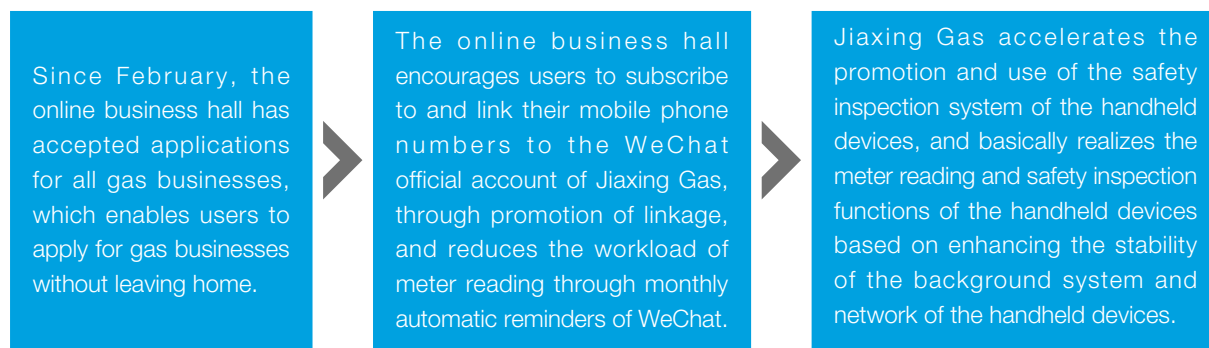 Since February, the
online business hall has
accepted applications
for all gas businesses,
which enables users to
apply for gas businesses
without leaving home.
The online business hall
encourages users to subscribe
to and link their mobile phone
numbers to the WeChat
official account of Jiaxing Gas,
through promotion of linkage,
and reduces the workload of
meter reading through monthly
automatic reminders of WeChat.
Jiaxing Gas accelerates the
promotion and use of the safety
inspection system of the handheld
devices, and basically realizes the
meter reading and safety inspection
functions of the handheld devices
based on enhancing the stability
of the background system and
network of the handheld devices.